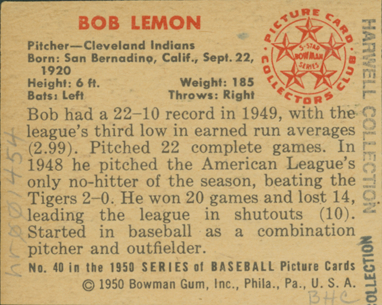 BOB LEMON
Pitcher—Cleveland Indians
Born: San Bernadino, Calif., Sept. 22,
1920
Height: 6 ft.   Weight: 185
Bats: Left   Throws: Right
PICTURE CARD
5-STAR
BOWMAN
SERIES
COLLECTORS CLUB
Bob had a 22-10 record in 1949, with the
league's third low in earned run averages
(2.99). Pitched 22 complete games. In
1948 he pitched the American League's
only no-hitter of the season, beating the
Tigers 2-0. He won 20 games and lost 14,
leading the league in shutouts (10).
Started in baseball as a combination
pitcher and outfielder.
No. 40 in the 1950 SERIES of BASEBALL Picture Cards
© 1950 Bowman Gum, Inc., Phila., Pa., U. S. A.
HARWELL COLLECTION
COLLECTION
BHC